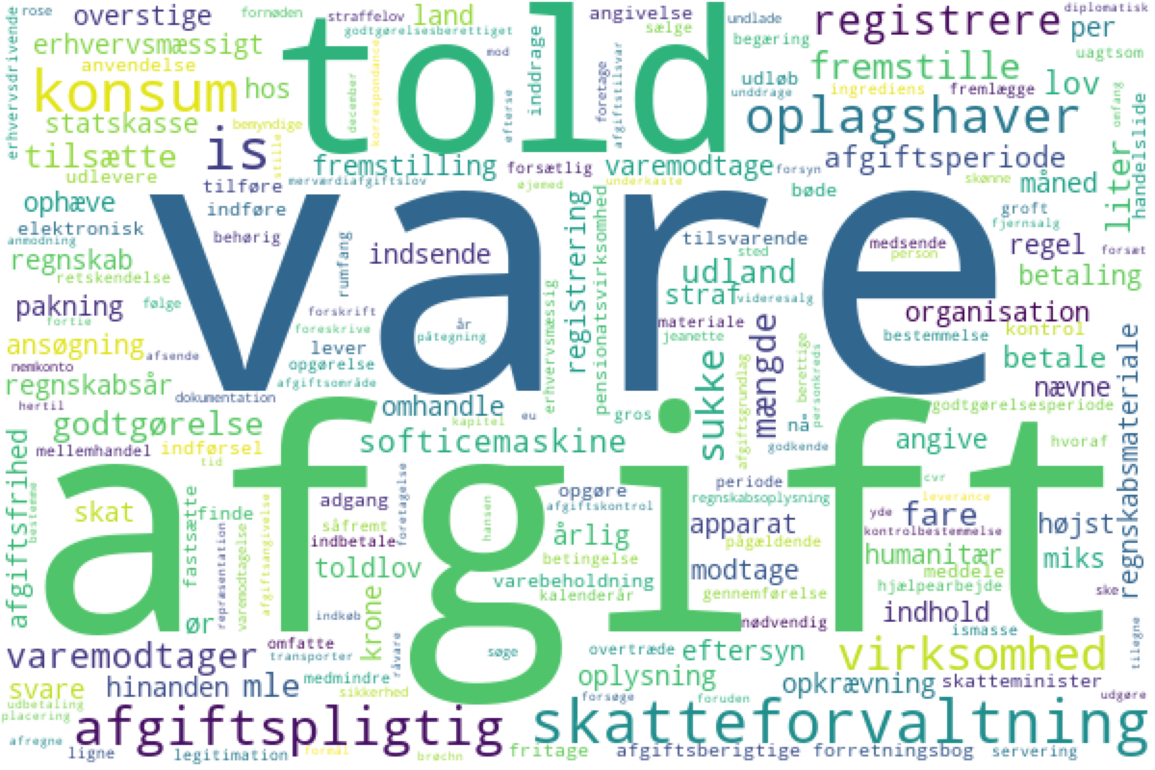 rose
overstige
fornøden
straffelov
land
godtgørelsesberettiget
angivelse
undlade
registrere
diplomatisk
per
erhvervsdrivende
erhvervsmæssigt
told
mod
sælge
begæring
uagtsom
anvendelse
korrespondance
inddrage
foretage
afgiftstilsvar
fremstille
konsum
hos
december
efterse
udløb
unddrage
ingrediens
fremlægge
lov
omfang
statskasse
bemyndige
oplagshaver
handelslide
tilsætte
is
stille
fremstilling
forsætlig
varemodtage
forsyn
afgiftsperiode
udlevere
tilføre
merværdiafgiftslov
øjemed
underkaste
bøde
skønne
måned
liter
ophæve
indføre
vare
groft
fjernsalg
elektronisk
behørig
anmodning
regnskab
retskendelse
rumfang
indsende
registrering
pensionatsvirksomhed
tilsvarende
sted
medsende
person
regel
forsæt
udland
betaling
pakning
følge
fortie
forskrift
foreskrive
år
påtegning
erhvervsmæssig
straf
videresalg
materiale
jeanette
organisation
bestemmelse
kontrol
ansøgning
afsende
nemkonto
lever
opgørelse
afgiftsområde
sukke
mængde
berettige
personkreds
betale
regnskabsmateriale
regnskabsår
hertil
dokumentation
omhandle
kapitel
eu
gros
afgiftsgrundlag
nå
godkende
nævne
godtgørelsesperiode
godtgørelse
mellemhandel
indførsel
tid
softicemaskine
angive
hvoraf
afgift
afgiftsfrihed
bestemme
skat
finde
fastsætte
repræsentation
varemodtagelse
afgiftsangivelse
adgang
såfremt
indbetale
foretagelse
hansen
opgøre
afgiftskontrol
årlig
betingelse
periode
regnskabsoplysning
cvr
leverance
yde
fare
højst
apparat
pågældende
kontrolbestemmelse
humanitær
miks
toldlov
varebeholdning
kalenderår
modtage
gennemførelse
meddele
hjælpearbejde
ske
ør
indkøb
krone
nødvendig
indhold
ismasse
tilegne
varemodtager
omfatte
transporter
råvare
søge
overtræde
eftersyn
virksomhed
svare
hinanden
mle
medmindre
sikkerhed
oplysning
opkrævning
skatteminister
udgøre
udbetaling
placering
forsøge
foruden
afgiftspligtig
skatteforvaltning
afregne
ligne
legitimation
formål
brøchn
fritage
afgiftsberigtige
forretningsbog
servering